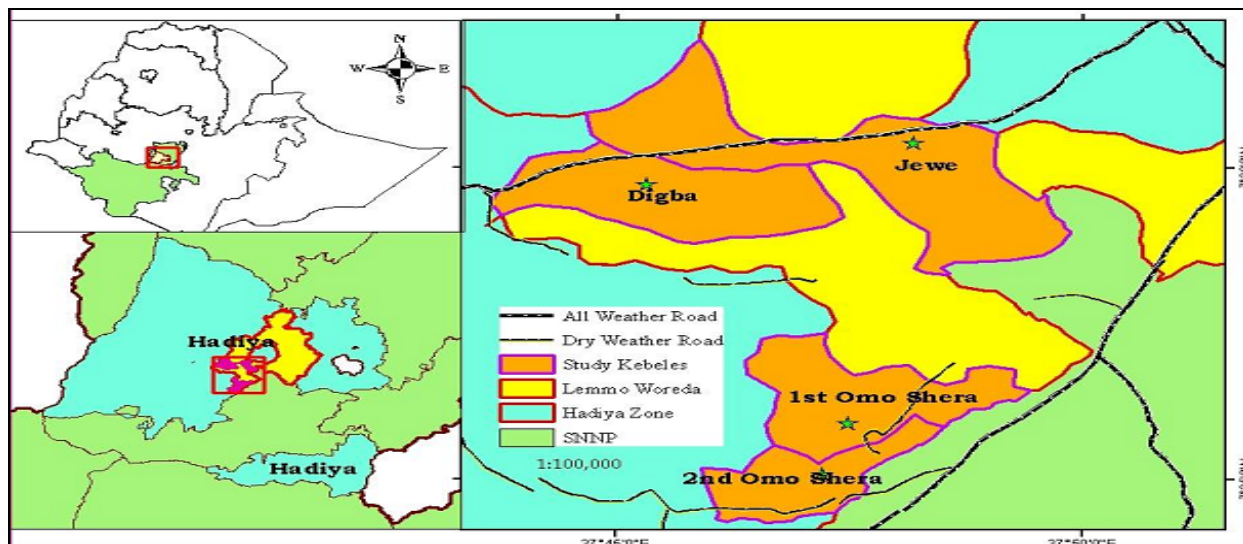 N
W E
S
Hadiya
Hadiya
Jewe
Digba
All Weather Road
Dry Weather Road
Study Kebeles
Lemmo Woreda
Hadiya Zone
SNNP
1:100,000
1st Omo Shera
2nd Omo Shera